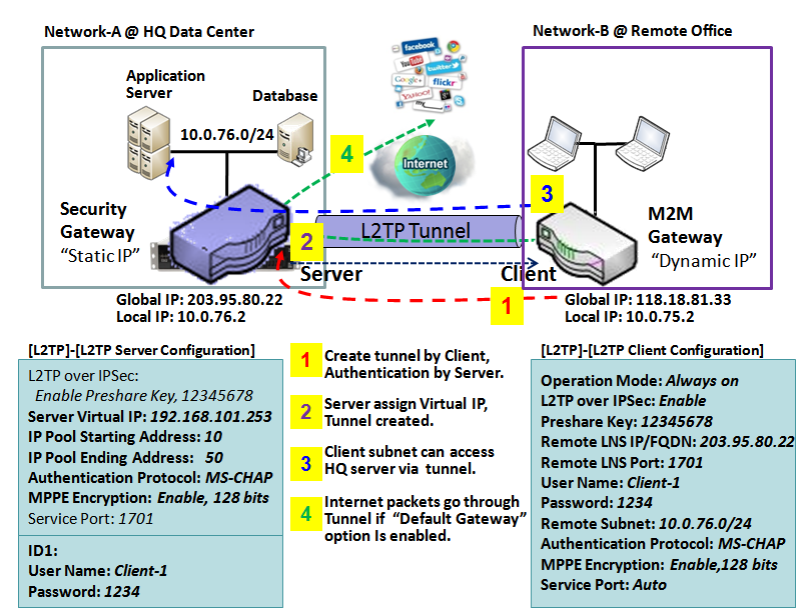 Network-A @ HQ Data Center
Network-B @ Remote Office
Application
Server
Database
10.0.76.0/24
facebook
YouTube
twitter
Google+
flickr
YAHOO!
4
Internet
3
Security
Gateway
"Static IP"
2
L2TP Tunnel
M2M
Gateway
"Dynamic IP"
Server
Client
1
Global IP: 203.95.80.22
Local IP: 10.0.76.2
Global IP: 118.18.81.33
Local IP: 10.0.75.2
[L2TP]-[L2TP Server Configuration]
L2TP over IPSec:
Enable Preshare Key, 12345678
Server Virtual IP: 192.168.101.253
IP Pool Starting Address: 10
IP Pool Ending Address: 50
Authentication Protocol: MS-CHAP
MPPE Encryption: Enable, 128 bits
Service Port: 1701
ID1:
User Name: Client-1
Password: 1234
1 Create tunnel by Client,
Authentication by Server.
2 Server assign Virtual IP,
Tunnel created.
3 Client subnet can access
HQ server via tunnel.
4 Internet packets go through
Tunnel if "Default Gateway"
option Is enabled.
[L2TP]-[L2TP Client Configuration]
Operation Mode: Always on
L2TP over IPSec: Enable
Preshare Key: 12345678
Remote LNS IP/FQDN: 203.95.80.22
Remote LNS Port: 1701
User Name: Client-1
Password: 1234
Remote Subnet: 10.0.76.0/24
Authentication Protocol: MS-CHAP
MPPE Encryption: Enable,128 bits
Service Port: Auto